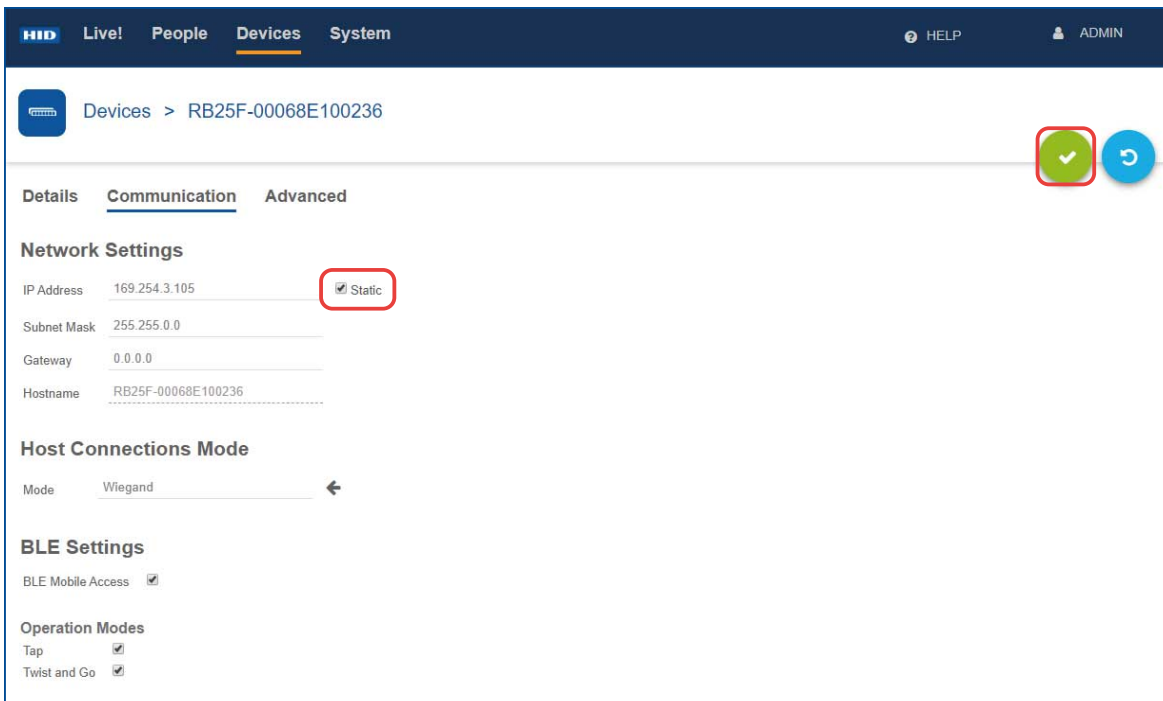 HID Live! People Devices System HELP ADMIN
Devices > RB25F-00068E100236
Details Communication Advanced
Network Settings
IP Address 169.254.3.105 Static
Subnet Mask 255.255.0.0
Gateway 0.0.0.0
Hostname RB25F-00068E100236
Host Connections Mode
Mode Wiegand
BLE Settings
BLE Mobile Access
Operation Modes
Tap
Twist and Go